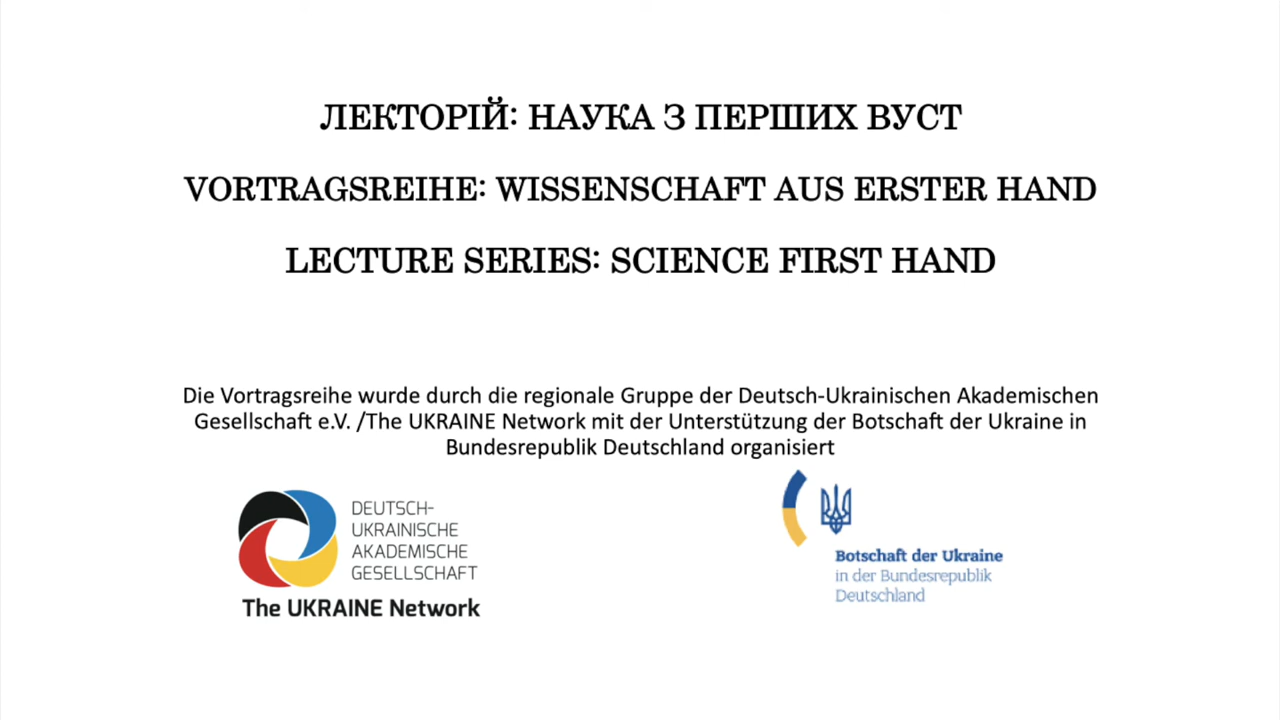 ЛЕКТОРІЙ: НАУКА З ПЕРШИХ ВУСТ
VORTRAGSREIHE: WISSENSCHAFT AUS ERSTER HAND
LECTURE SERIES: SCIENCE FIRST HAND
Die Vortragsreihe wurde durch die regionale Gruppe der Deutsch-Ukrainischen Akademischen
Gesellschaft e.V. /The UKRAINE Network mit der Unterstützung der Botschaft der Ukraine in
Bundesrepublik Deutschland organisiert
DEUTSCH-
UKRAINISCHE
AKADEMISCHE
GESELLSCHAFT
The UKRAINE Network
Botschaft der Ukraine
in der Bundesrepublik
Deutschland